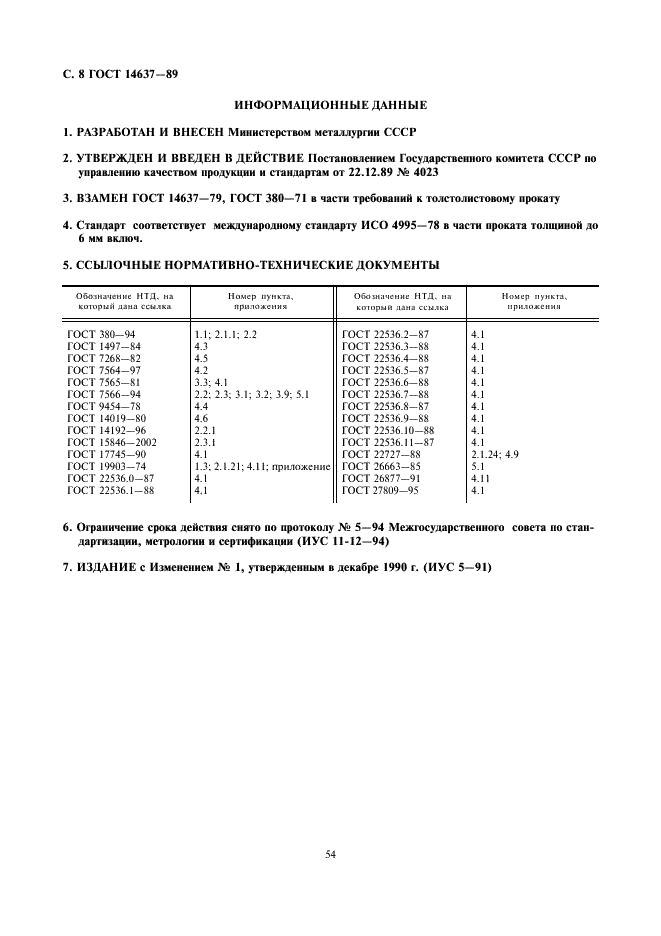 С. 8 ГОСТ 14637—89
ИНФОРМАЦИОННЫЕ ДАННЫЕ
1. РАЗРАБОТАН И ВНЕСЕН Министерством металлургии СССР
2. УТВЕРЖДЕН И ВВЕДЕН В ДЕЙСТВИЕ Постановлением Государственного комитета СССР по
управлению качеством продукции и стандартам от 22.12.89 № 4023
3. ВЗАМЕН ГОСТ 14637—79, ГОСТ 380—71 в части требований к толстолистовому прокату
4. Стандарт соответствует международному стандарту ИСО 4995—78 в части проката толщиной до
6 мм включ.
5. ССЫЛОЧНЫЕ НОРМАТИВНО-ТЕХНИЧЕСКИЕ ДОКУМЕНТЫ
Обозначение НТД, на который дана ссылка | Номер пункта, приложения | Обозначение НТД, на который дана ссылка | Номер пункта, приложения
ГОСТ 380—94 | 1.1; 2.1.1; 2.2 | ГОСТ 22536.2—87 | 4.1
ГОСТ 1497—84 | 4.3 | ГОСТ 22536.3—88 | 4.1
ГОСТ 7268—82 | 4.5 | ГОСТ 22536.4—88 | 4.1
ГОСТ 7564—97 | 4.2 | ГОСТ 22536.5—87 | 4.1
ГОСТ 7565—81 | 3.3; 4.1 | ГОСТ 22536.6—88 | 4.1
ГОСТ 7566—94 | 2.2; 2.3; 3.1; 3.2; 3.9; 5.1 | ГОСТ 22536.7—88 | 4.1
ГОСТ 9454—78 | 4.4 | ГОСТ 22536.8—87 | 4.1
ГОСТ 14019—80 | 4.6 | ГОСТ 22536.9—88 | 4.1
ГОСТ 14192—96 | 2.2.1 | ГОСТ 22536.10—88 | 4.1
ГОСТ 15846—2002 | 2.3.1 | ГОСТ 22536.11—87 | 4.1
ГОСТ 17745—90 | 4.1 | ГОСТ 22727—88 | 2.1.24; 4.9
ГОСТ 19903—74 | 1.3; 2.1.21; 4.11; приложение | ГОСТ 26663—85 | 5.1
ГОСТ 22536.0—87 | 4.1 | ГОСТ 26877—91 | 4.11
ГОСТ 22536.1—88 | 4.1 | ГОСТ 27809—95 | 4.1
6. Ограничение срока действия снято по протоколу № 5—94 Межгосударственного совета по стан-
дартизации, метрологии и сертификации (ИУС 11-12—94)
7. ИЗДАНИЕ с Изменением № 1, утвержденным в декабре 1990 г. (ИУС 5—91)
54